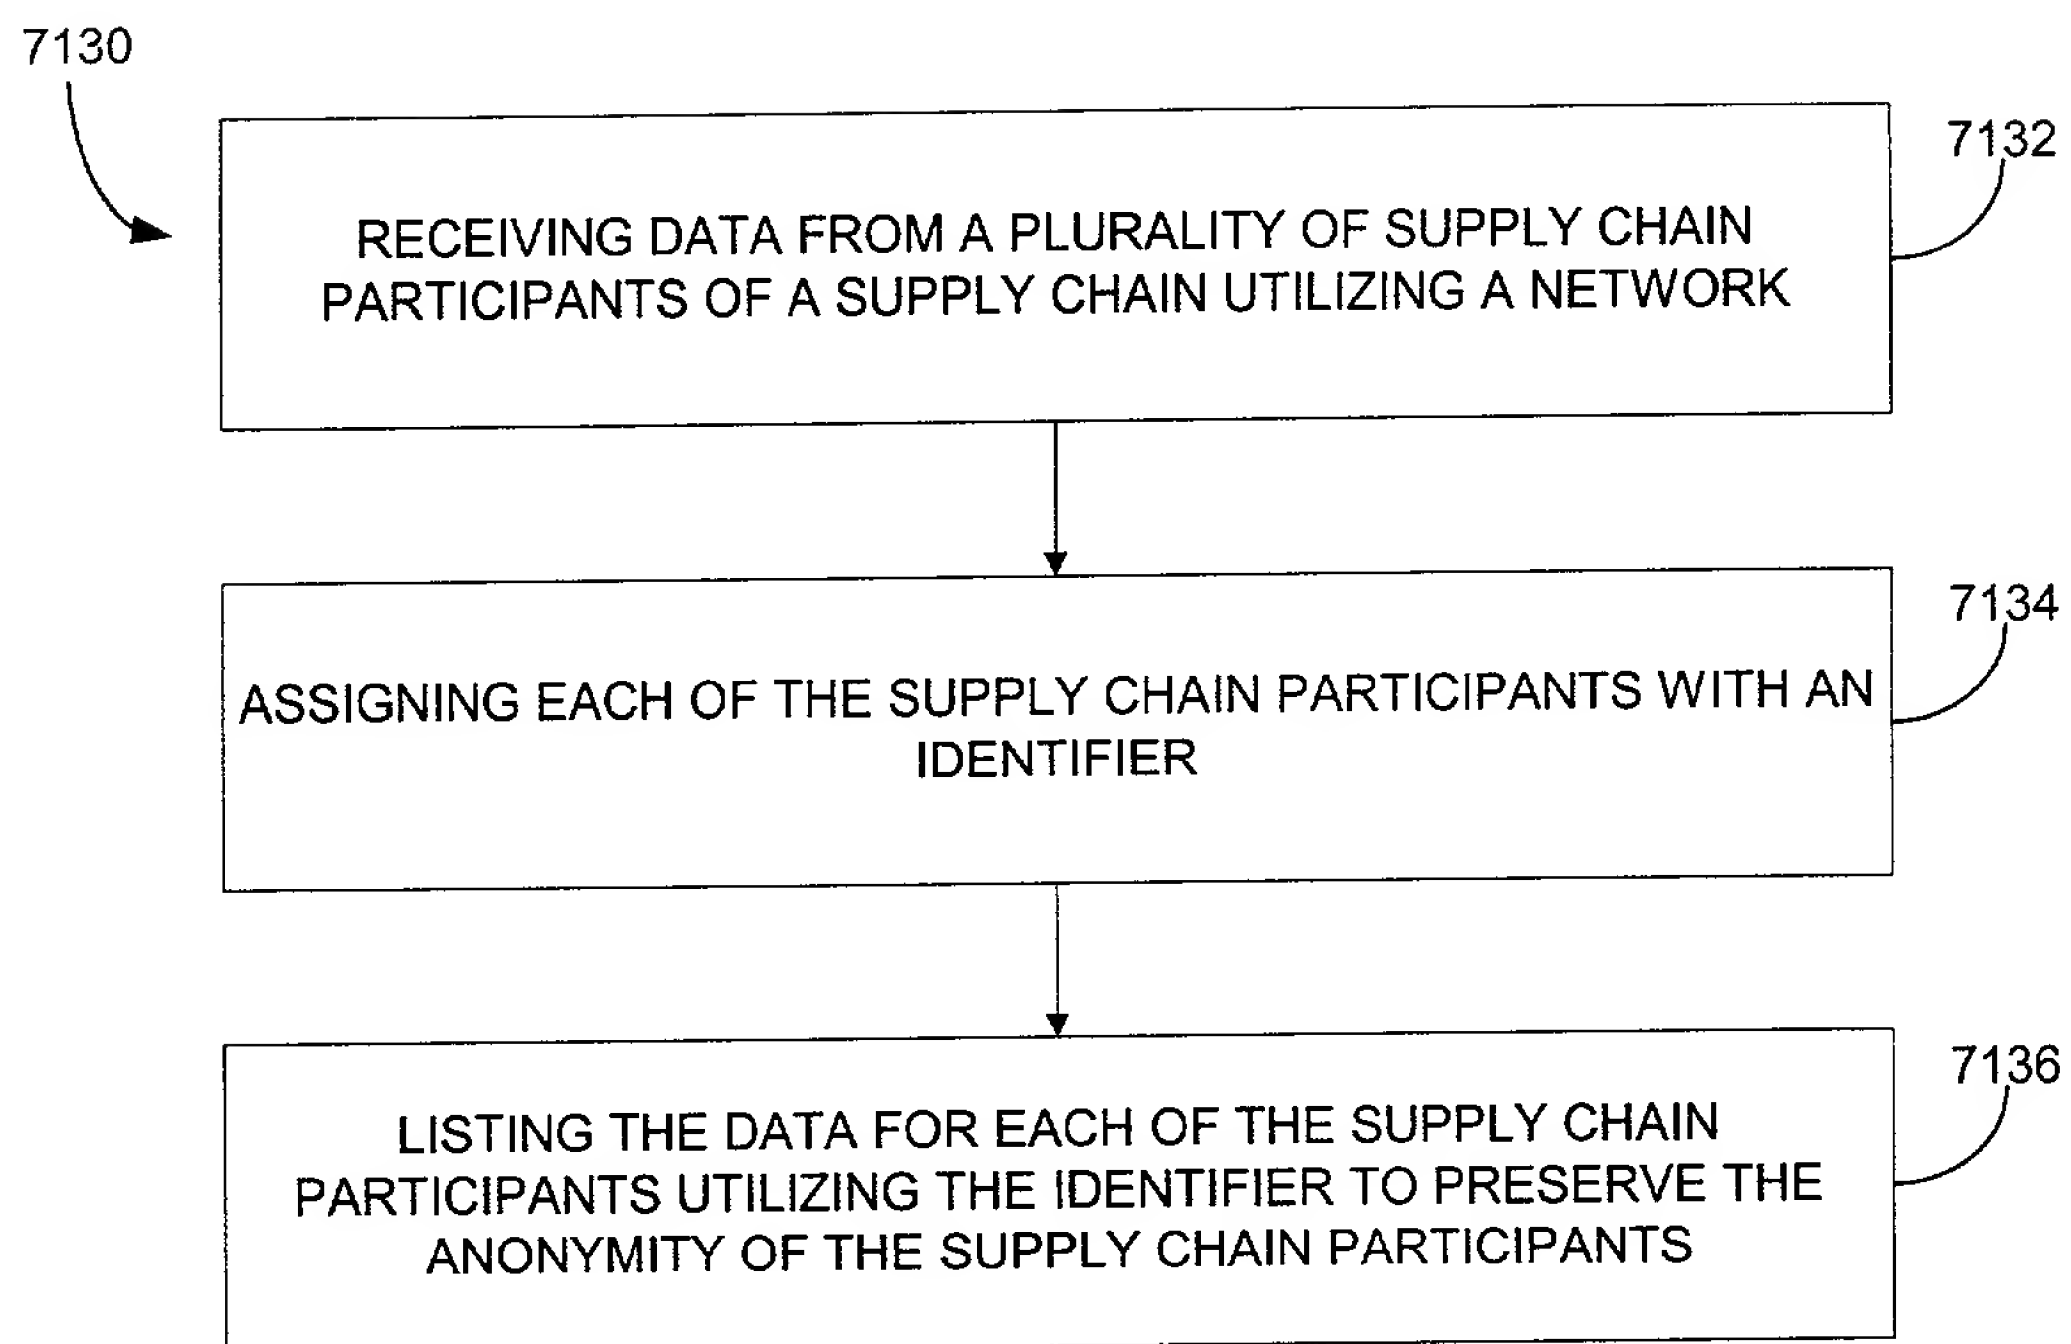 7130
7132
RECEIVING DATA FROM A PLURALITY OF SUPPLY CHAIN
PARTICIPANTS OF A SUPPLY CHAIN UTILIZING A NETWORK
7134
ASSIGNING EACH OF THE SUPPLY CHAIN PARTICIPANTS WITH AN
IDENTIFIER
7136
LISTING THE DATA FOR EACH OF THE SUPPLY CHAIN
PARTICIPANTS UTILIZING THE IDENTIFIER TO PRESERVE THE
ANONYMITY OF THE SUPPLY CHAIN PARTICIPANTS